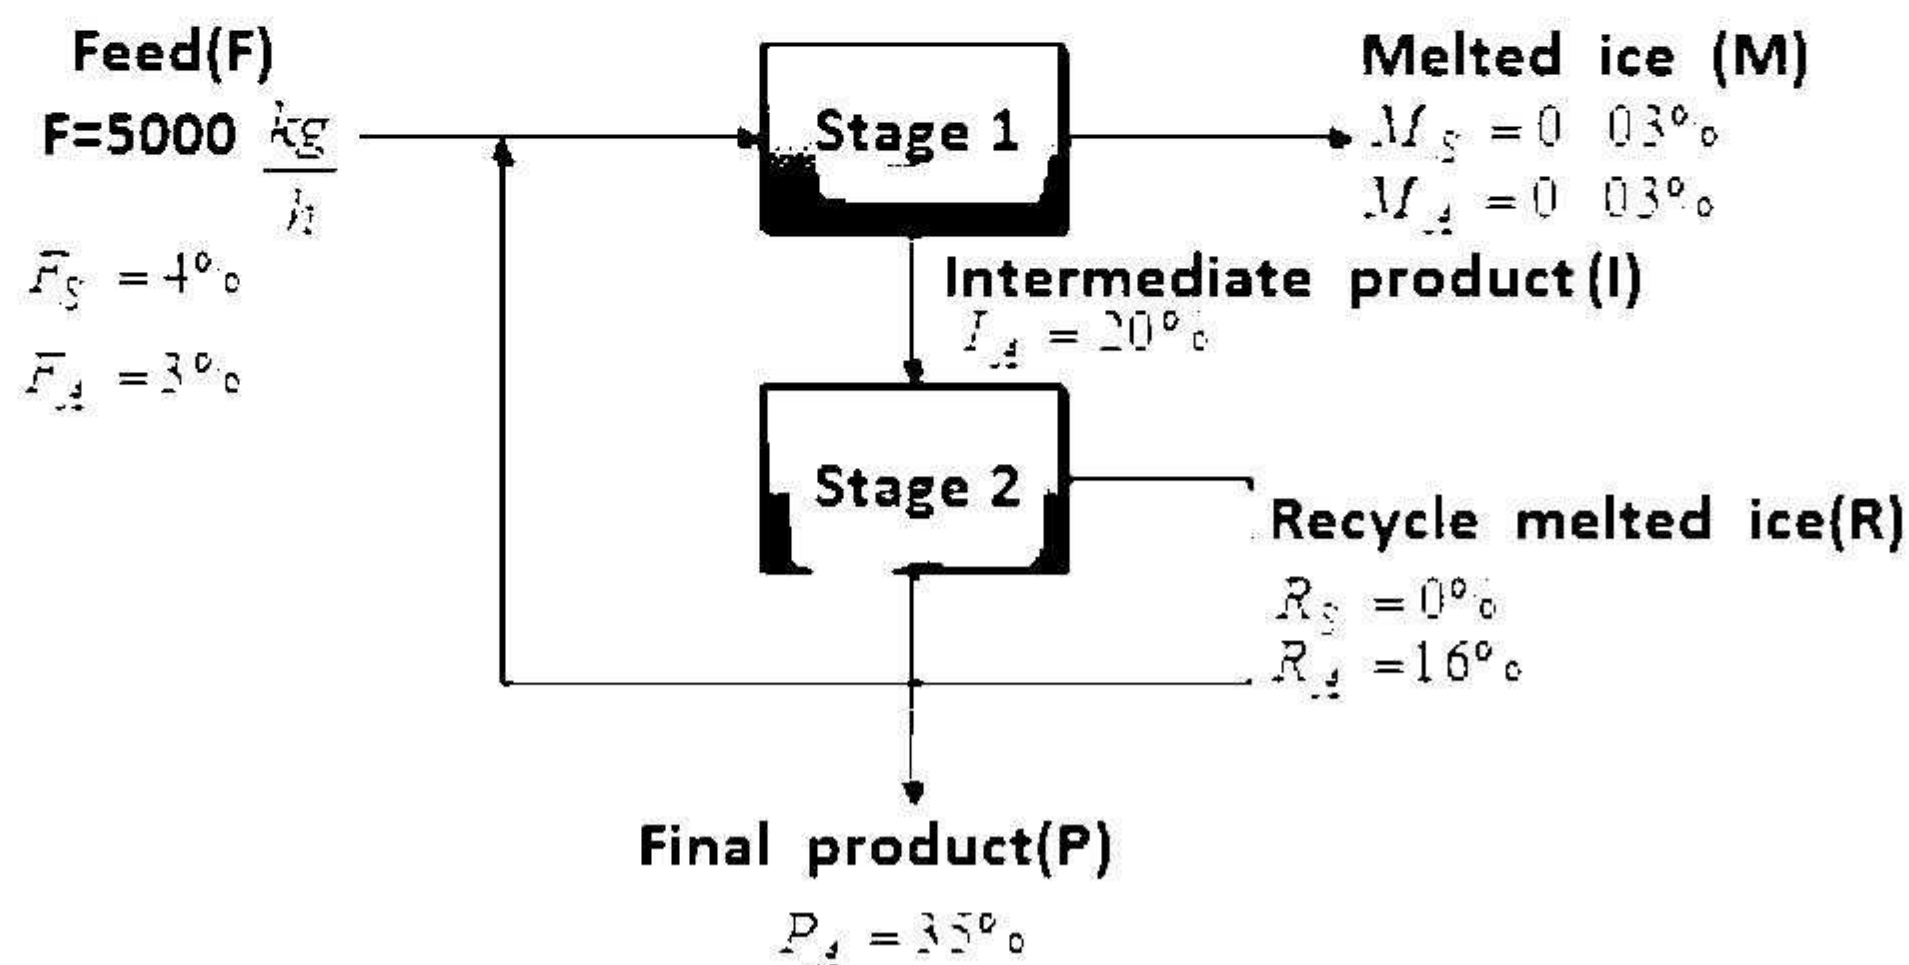 Feed(F)
F=5000 kg/h
F_S = 4%
F_A = 3%
Stage 1
Melted ice (M)
M_S = 0 03%
M_A = 0 03%
Intermediate product(I)
I_A = 20%
Stage 2
Recycle melted ice(R)
R_S = 0%
R_A = 16%
Final product(P)
P_A = 35%